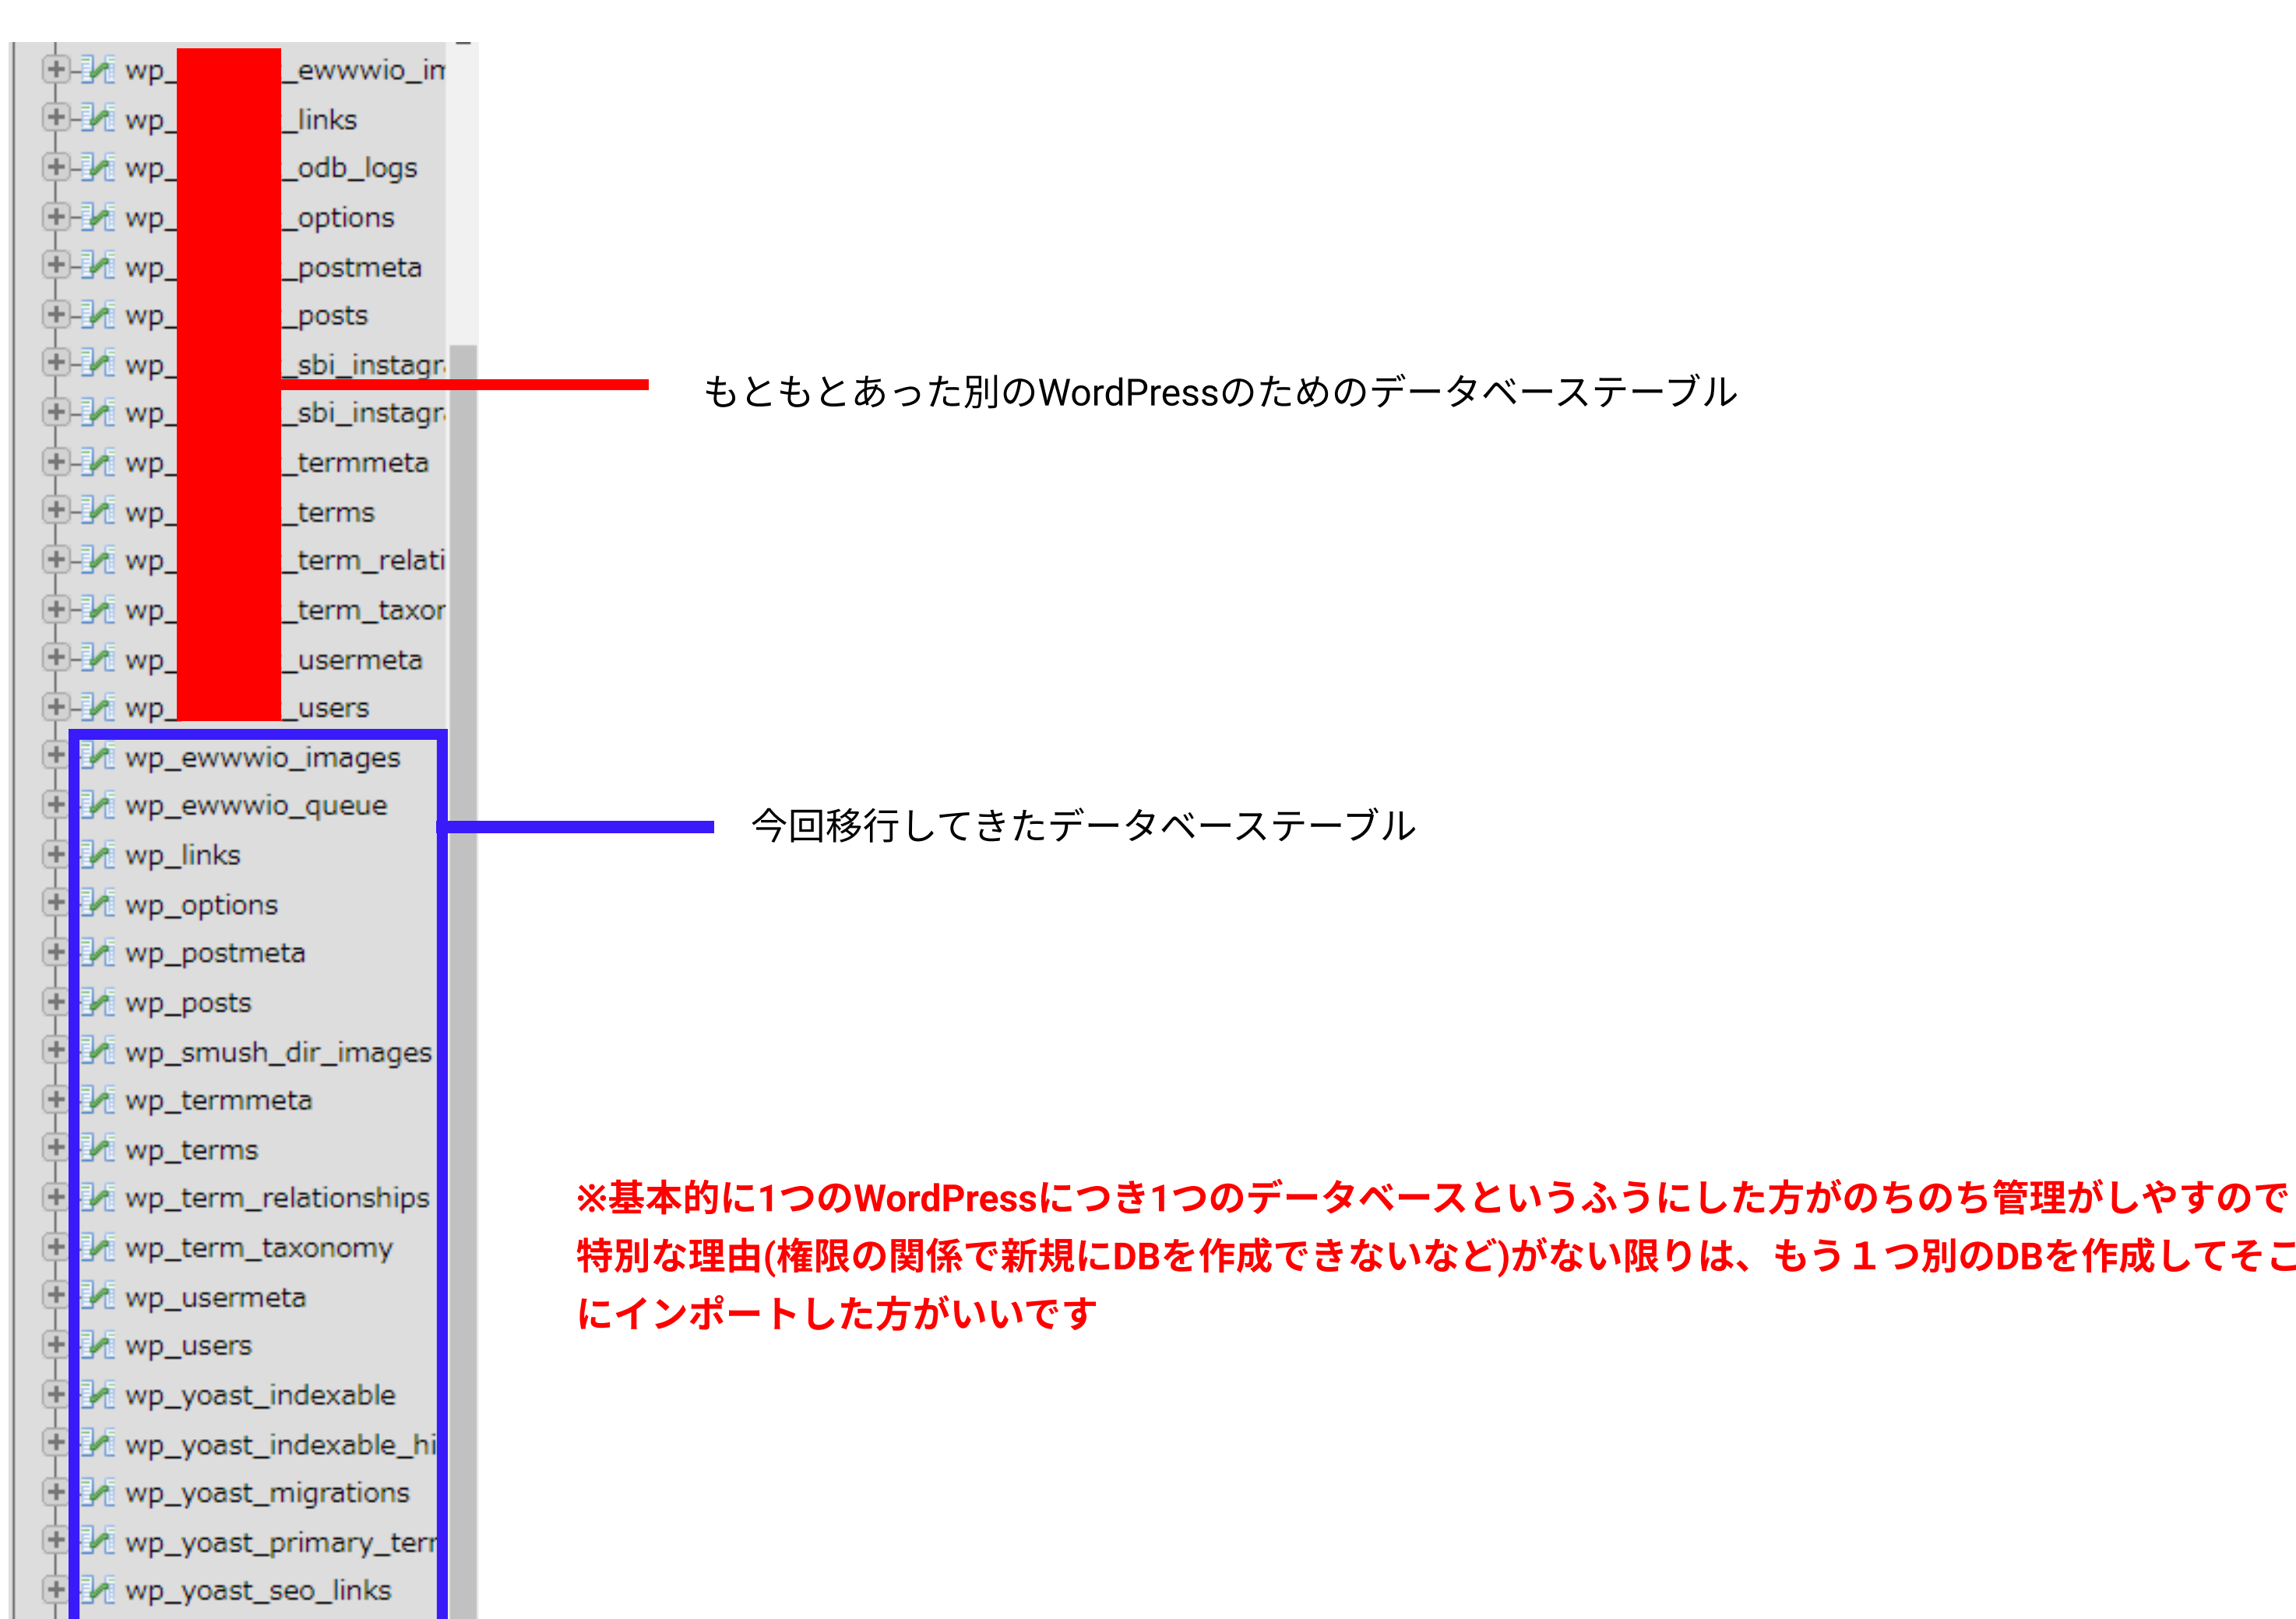 wp_ _ewwwio_im
wp_ _links
wp_ _odb_logs
wp_ _options
wp_ _postmeta
wp_ _posts
wp_ _sbi_instagra
wp_ _sbi_instagra
wp_ _termmeta
wp_ _terms
wp_ _term_relati
wp_ _term_taxon
wp_ _usermeta
wp_ _users
もともとあった別のWordPressのためのデータベーステーブル
wp_ewwwio_images
wp_ewwwio_queue
wp_links
wp_options
wp_postmeta
wp_posts
wp_smush_dir_images
wp_termmeta
wp_terms
wp_term_relationships
wp_term_taxonomy
wp_usermeta
wp_users
wp_yoast_indexable
wp_yoast_indexable_hi
wp_yoast_migrations
wp_yoast_primary_terr
wp_yoast_seo_links
今回移行してきたデータベーステーブル
※基本的に1つのWordPressにつき1つのデータベースというふうにした方がのちのち管理がしやすので
特別な理由(権限の関係で新規にDBを作成できないなど)がない限りは、もう１つ別のDBを作成してそこ
にインポートした方がいいです